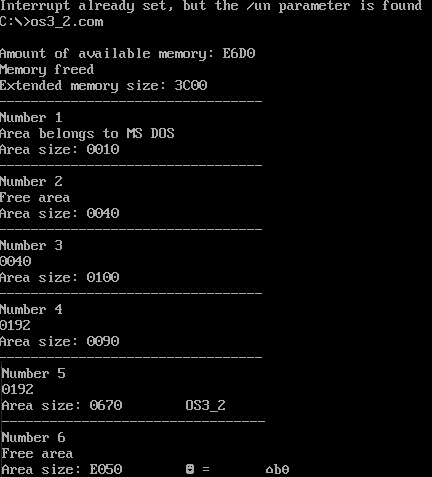 Interrupt already set, but the /un parameter is found
C:\>os3_2.com
Amount of available memory: E6D0
Memory freed
Extended memory size: 3C00
---------------------------------
Number 1
Area belongs to MS DOS
Area size: 0010
---------------------------------
Number 2
Free area
Area size: 0040
---------------------------------
Number 3
0040
Area size: 0100
---------------------------------
Number 4
0192
Area size: 0090
---------------------------------
Number 5
0192
Area size: 0670 OS3_2
---------------------------------
Number 6
Free area
Area size: E050 =